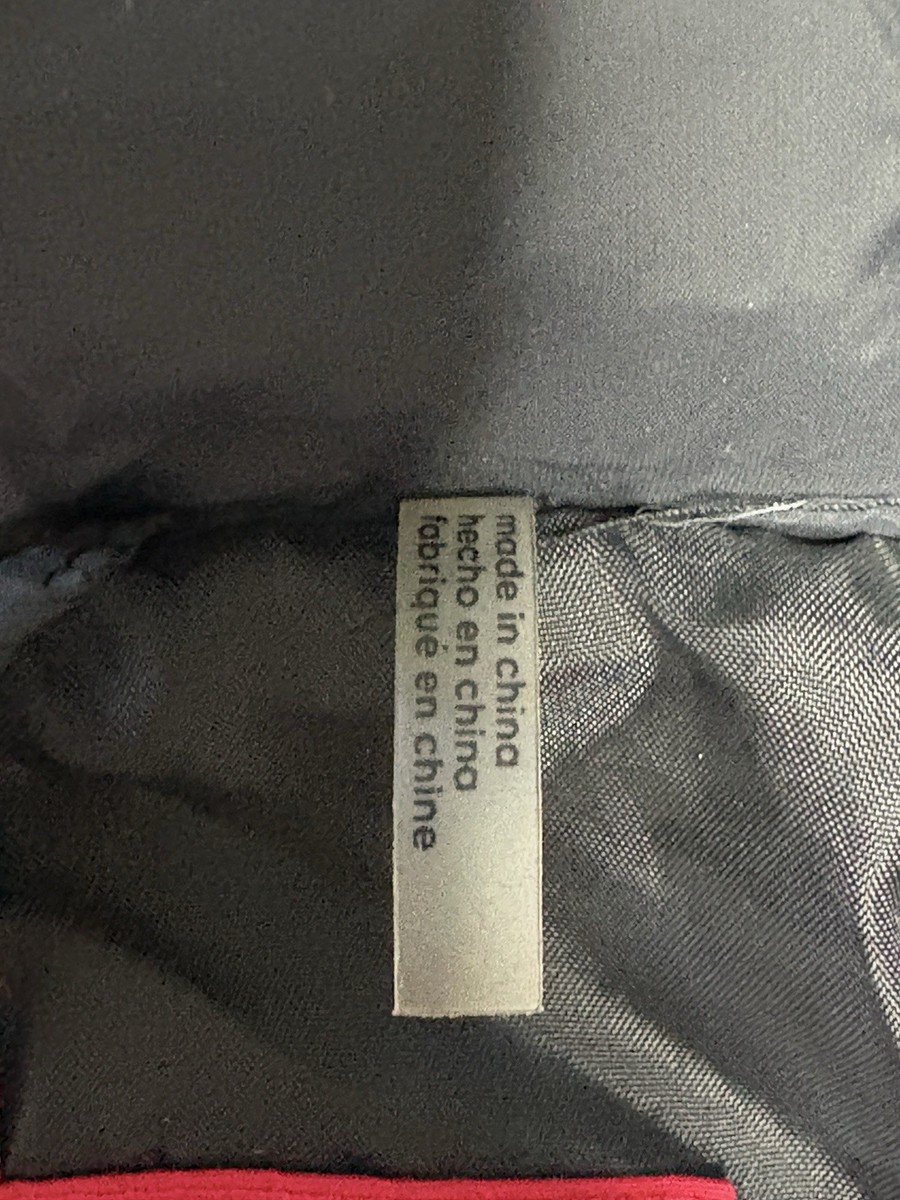 made in china
hecho en china
fabriqué en chine